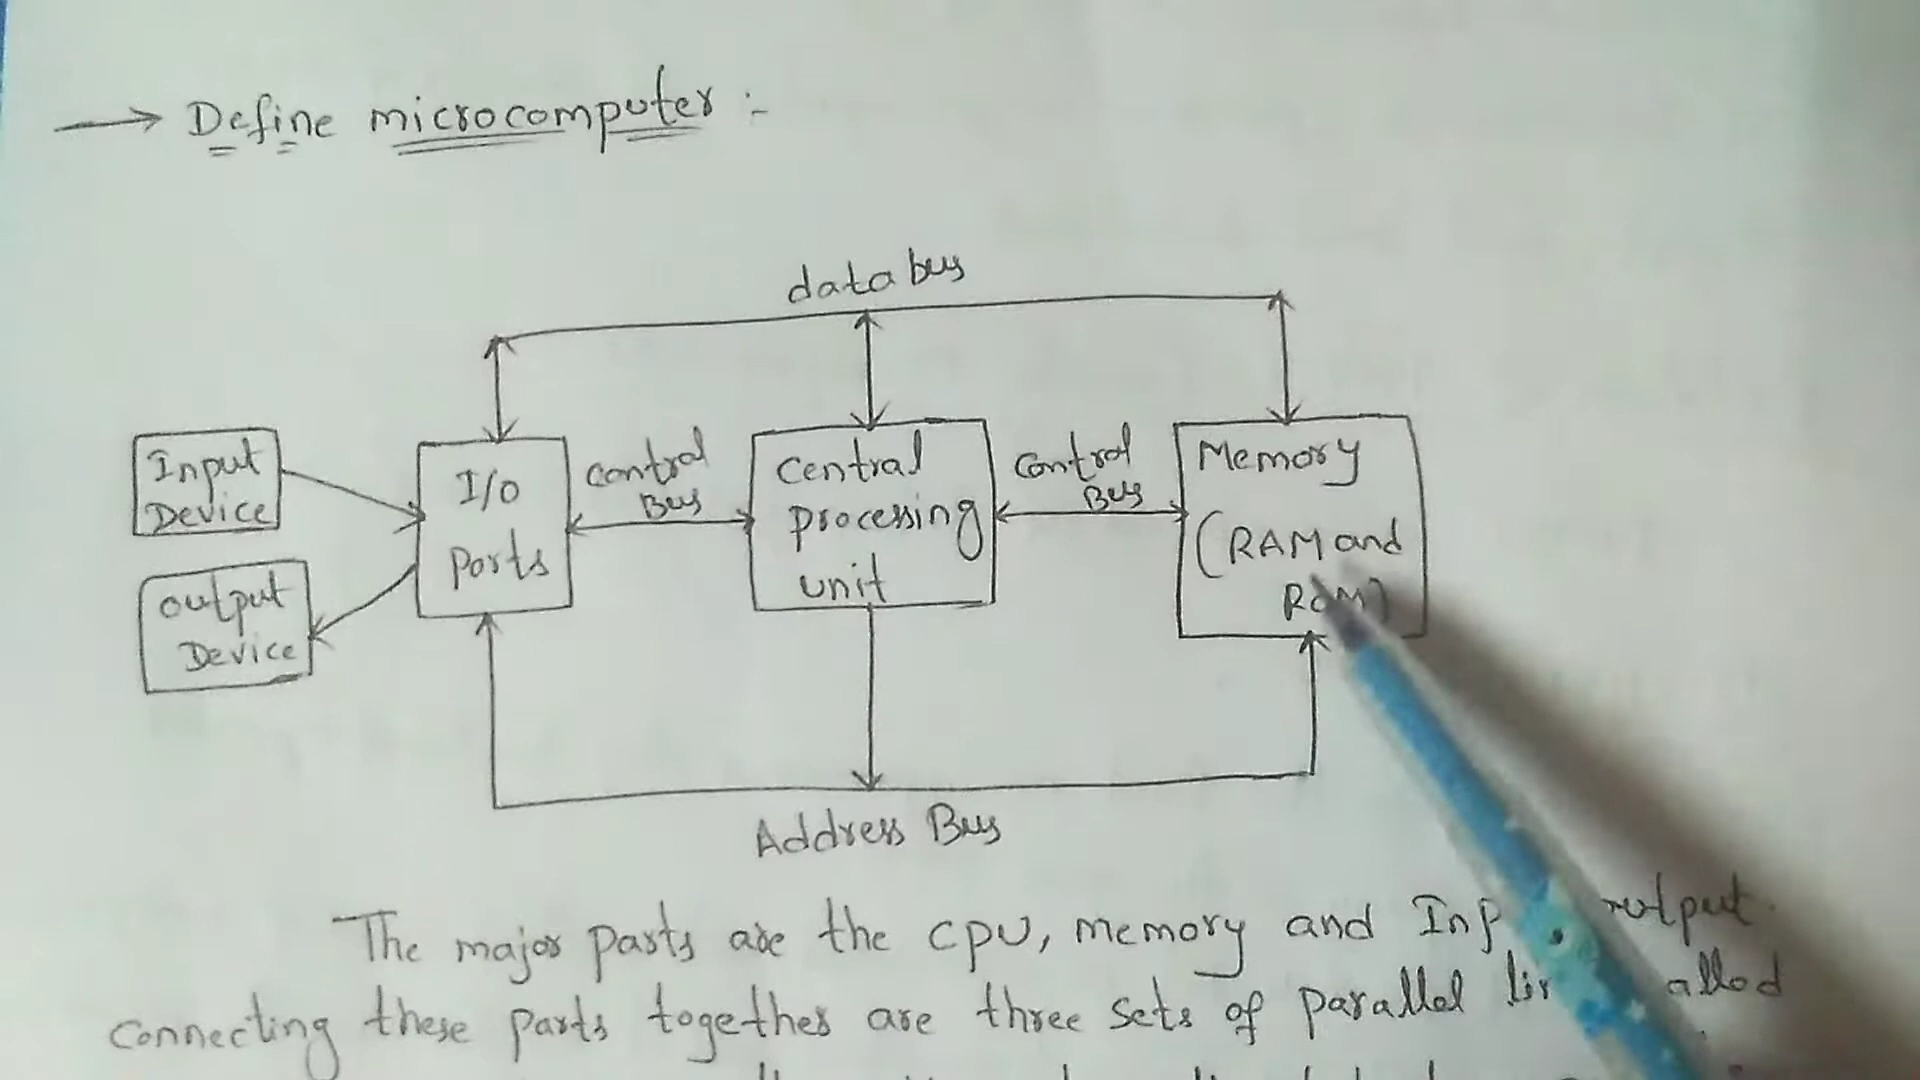 → Define microcomputer :-
data bus
Input
Device
output
Device
I/O
ports
control
Bus
central
processing
unit
control
Bus
Memory
(RAM and
ROM)
Address Bus
The major parts are the cpu, memory and output.
connecting these parts together are three sets of parallel